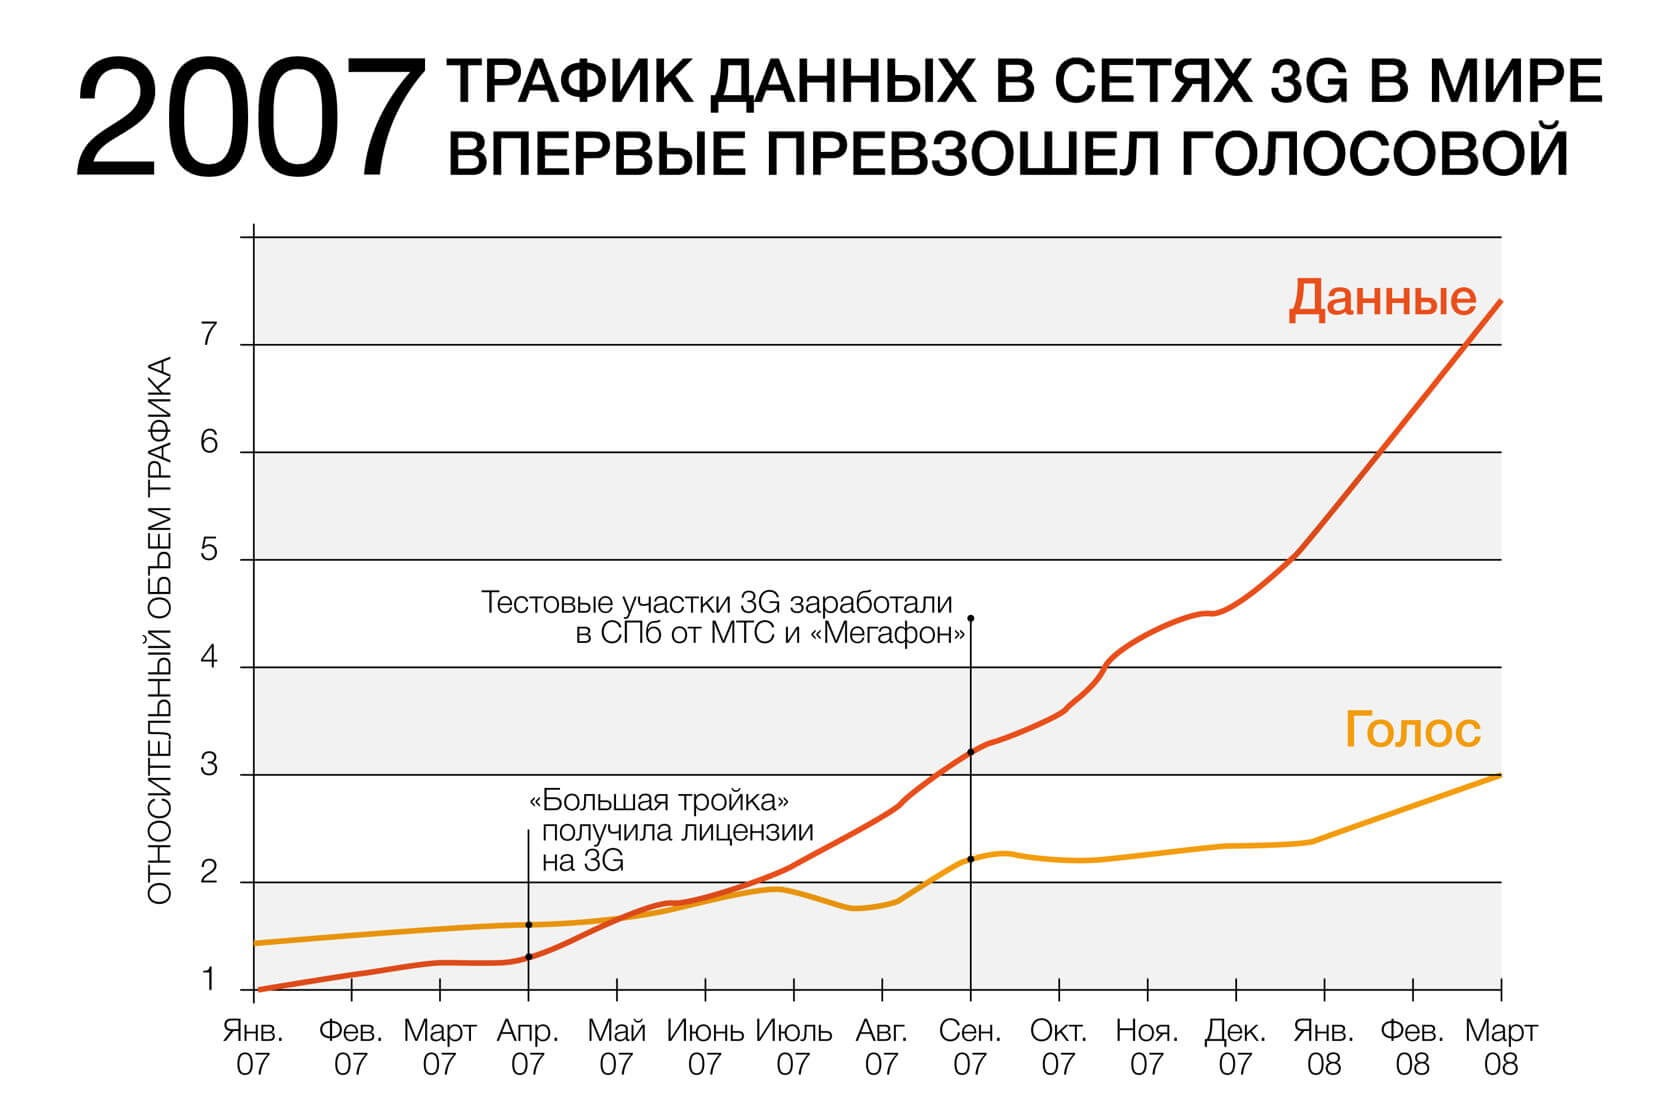 2007
ТРАФИК ДАННЫХ В СЕТЯХ 3G В МИРЕ
ВПЕРВЫЕ ПРЕВЗОШЕЛ ГОЛОСОВОЙ
ОТНОСИТЕЛЬНЫЙ ОБЪЕМ ТРАФИКА
7
6
5
4
3
2
1
Данные
Голос
Тестовые участки 3G заработали
в СПб от МТС и «Мегафон»
«Большая тройка»
получила лицензии
на 3G
Янв. Фев. Март Апр. Май Июнь Июль Авг. Сен. Окт. Ноя. Дек. Янв. Фев. Март
07 07 07 07 07 07 07 07 07 07 07 07 08 08 08